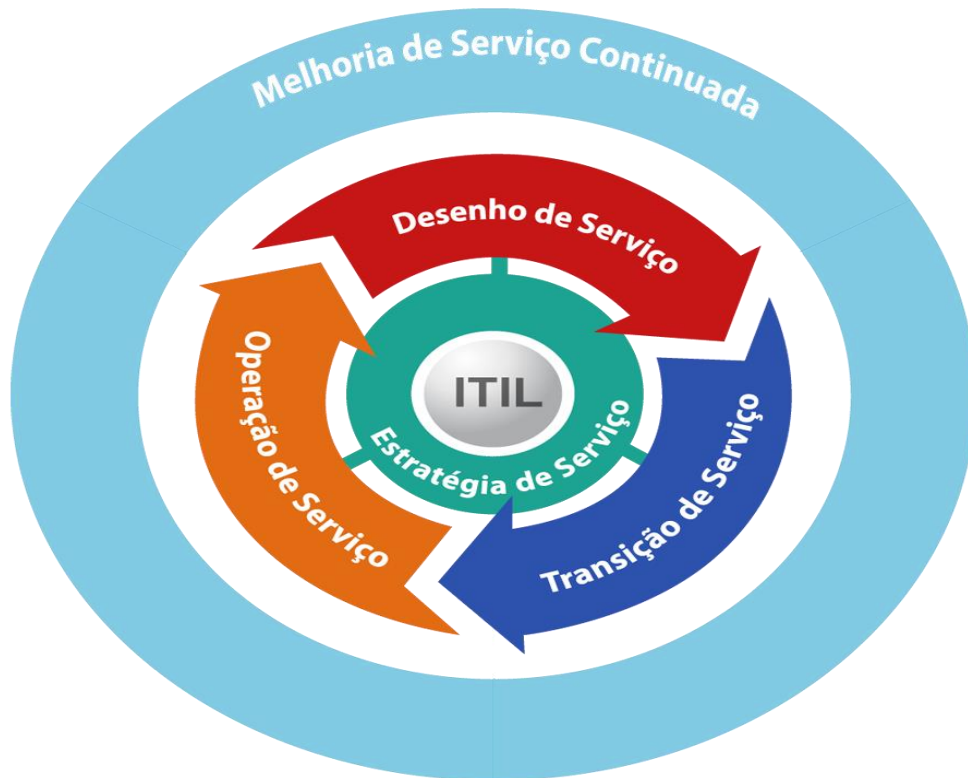 Melhoria de Serviço Continuada
Desenho de Serviço
Operação de Serviço
ITIL
Estratégia de Serviço
Transição de Serviço